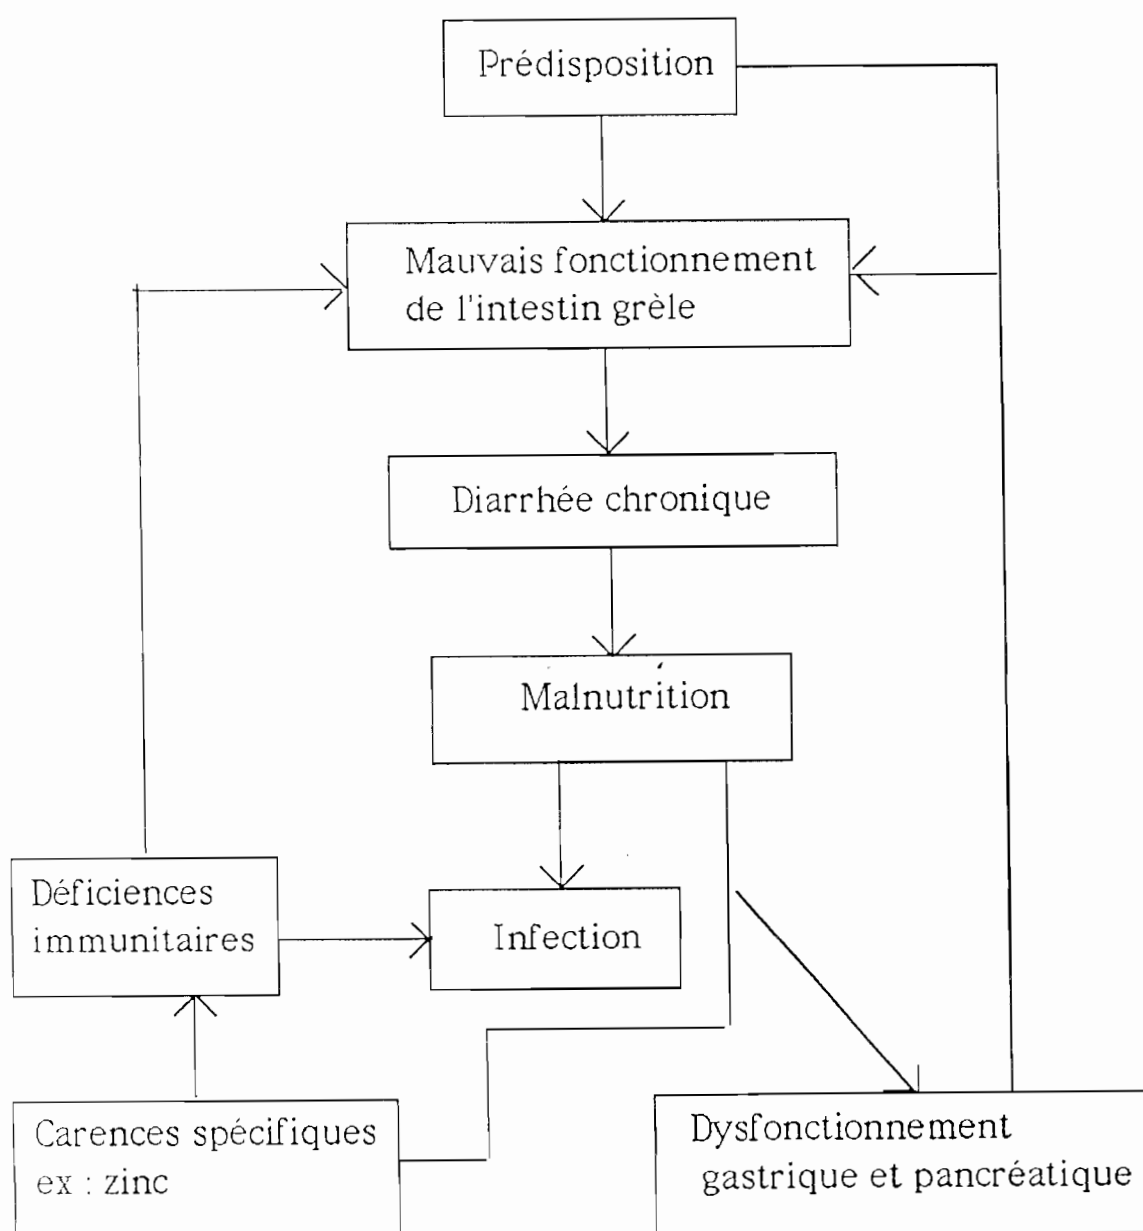 Prédisposition
Mauvais fonctionnement
de l'intestin grèle
Diarrhée chronique
Malnutrition
Déficiences
immunitaires
Infection
Carences spécifiques
ex : zinc
Dysfonctionnement
gastrique et pancréatique